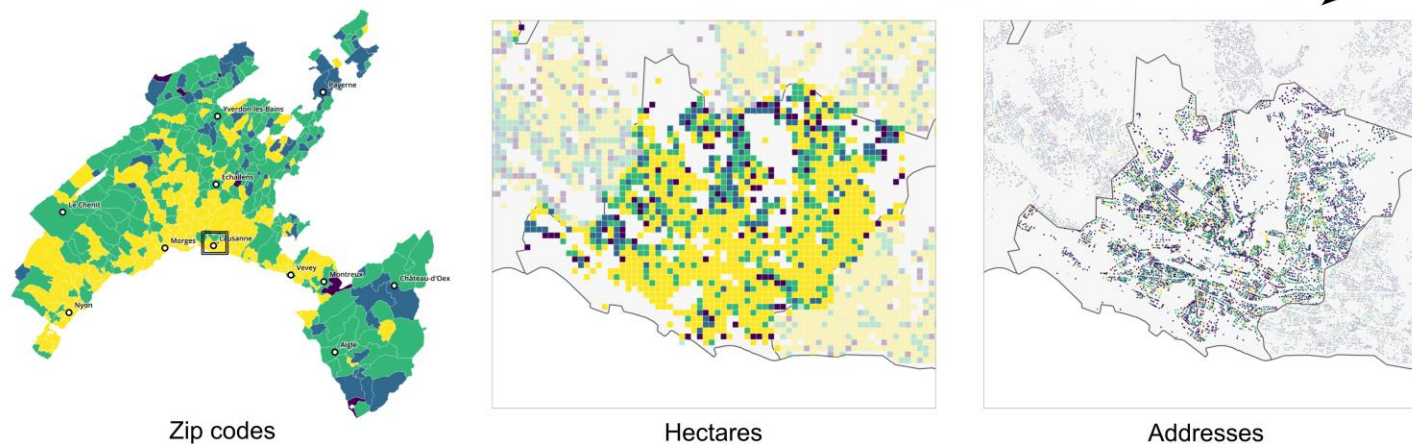 Payerne
Yverdon-les-Bains
Echallens
Le Chenit
Morges
Lausanne
Vevey
Montreux
Château-d'Oex
Nyon
Aigle
Zip codes
Hectares
Addresses